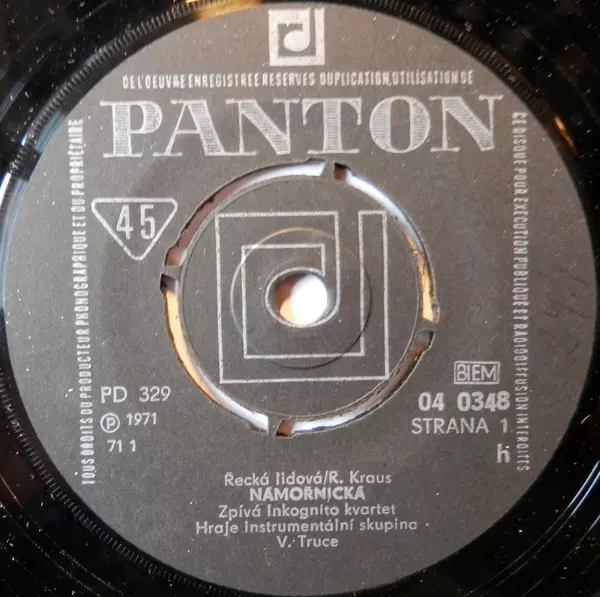 DE L'OEUVRE ENREGISTREE RESERVES DUPLICATION, UTILISATION DE
PANTON
TOUS DROITS DU PRODUCTEUR PHONOGRAPHIQUE ET DU PROPRIÉTAIRE
CE DISQUE POUR EXECUTION PUBLIQUE ET RADIODIFFUSION INTERDITES
45
BIEM
PD 329
04 0348
℗ 1971
STRANA 1
71 1
h
Řecká lidová/R. Kraus
NÁMOŘNICKÁ
Zpívá Inkognito kvartet
Hraje Instrumentální skupina
V. Truce